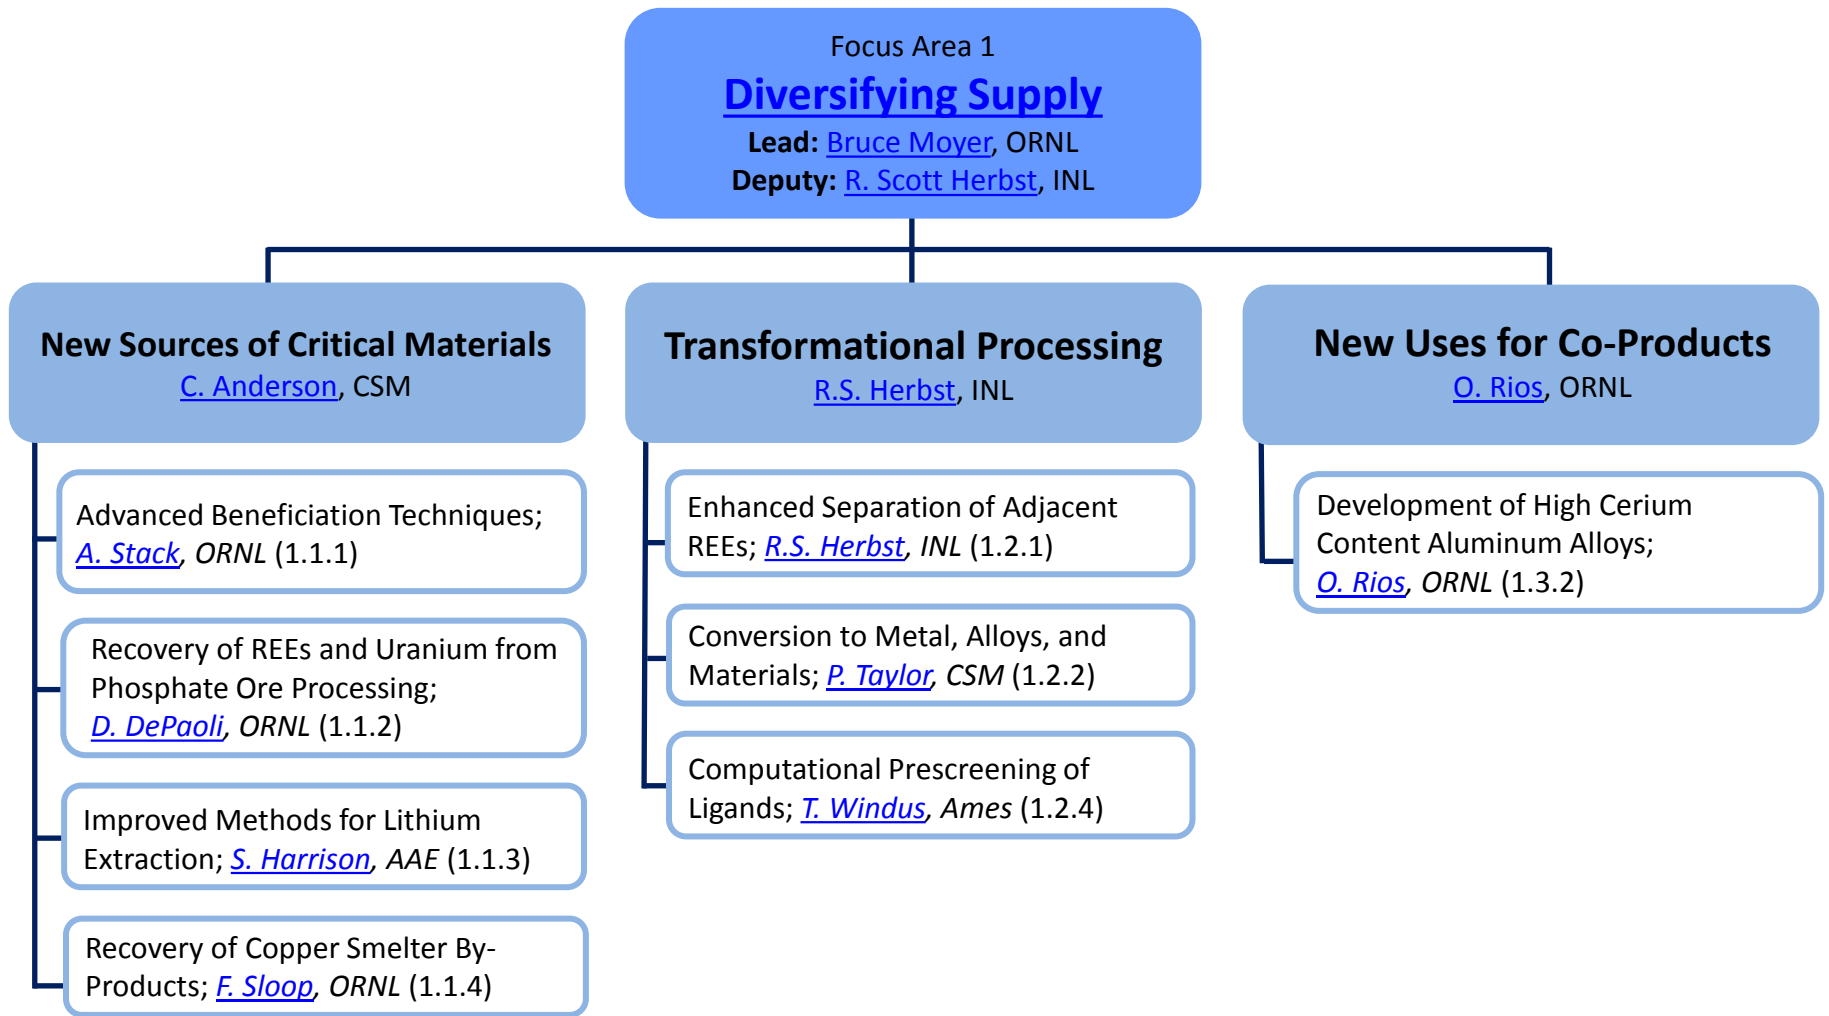 Focus Area 1
Diversifying Supply
Lead: Bruce Moyer, ORNL
Deputy: R. Scott Herbst, INL
New Sources of Critical Materials
C. Anderson, CSM
Advanced Beneficiation Techniques;
A. Stack, ORNL (1.1.1)
Recovery of REEs and Uranium from
Phosphate Ore Processing;
D. DePaoli, ORNL (1.1.2)
Improved Methods for Lithium
Extraction; S. Harrison, AAE (1.1.3)
Recovery of Copper Smelter By-
Products; F. Sloop, ORNL (1.1.4)
Transformational Processing
R.S. Herbst, INL
Enhanced Separation of Adjacent
REEs; R.S. Herbst, INL (1.2.1)
Conversion to Metal, Alloys, and
Materials; P. Taylor, CSM (1.2.2)
Computational Prescreening of
Ligands; T. Windus, Ames (1.2.4)
New Uses for Co-Products
O. Rios, ORNL
Development of High Cerium
Content Aluminum Alloys;
O. Rios, ORNL (1.3.2)